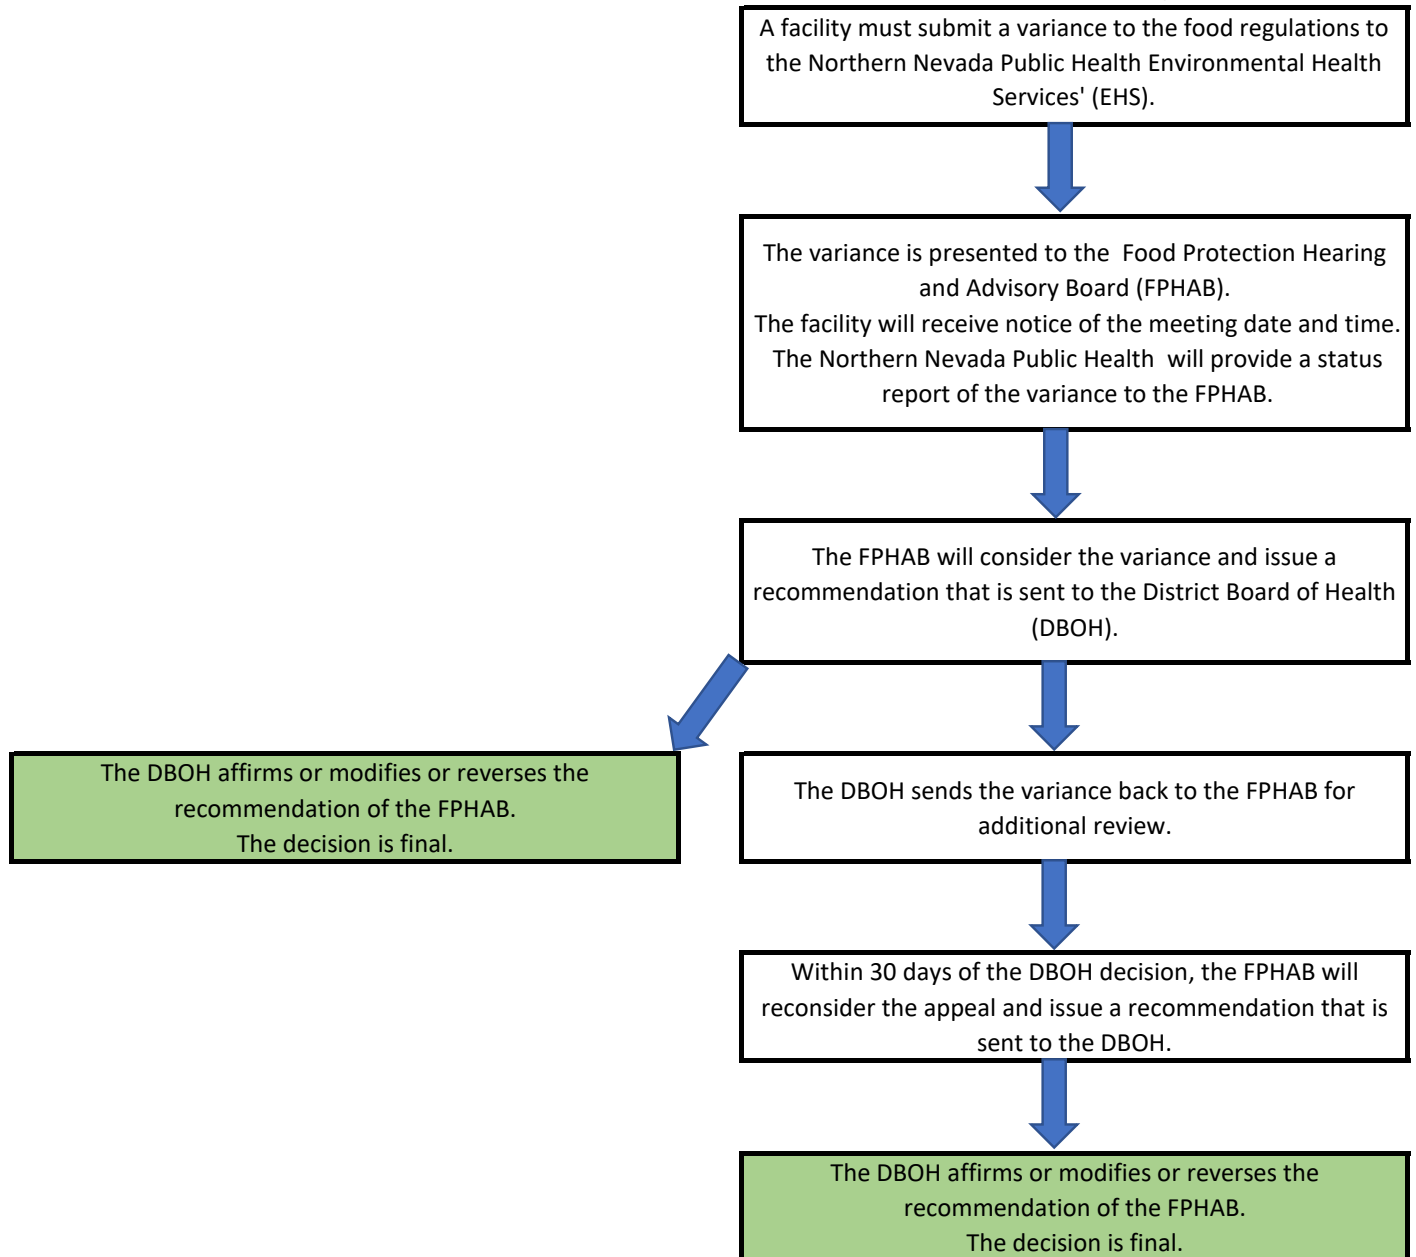 A facility must submit a variance to the food regulations to
the Northern Nevada Public Health Environmental Health
Services' (EHS).
The variance is presented to the Food Protection Hearing
and Advisory Board (FPHAB).
The facility will receive notice of the meeting date and time.
The Northern Nevada Public Health will provide a status
report of the variance to the FPHAB.
The FPHAB will consider the variance and issue a
recommendation that is sent to the District Board of Health
(DBOH).
The DBOH affirms or modifies or reverses the
recommendation of the FPHAB.
The decision is final.
The DBOH sends the variance back to the FPHAB for
additional review.
Within 30 days of the DBOH decision, the FPHAB will
reconsider the appeal and issue a recommendation that is
sent to the DBOH.
The DBOH affirms or modifies or reverses the
recommendation of the FPHAB.
The decision is final.